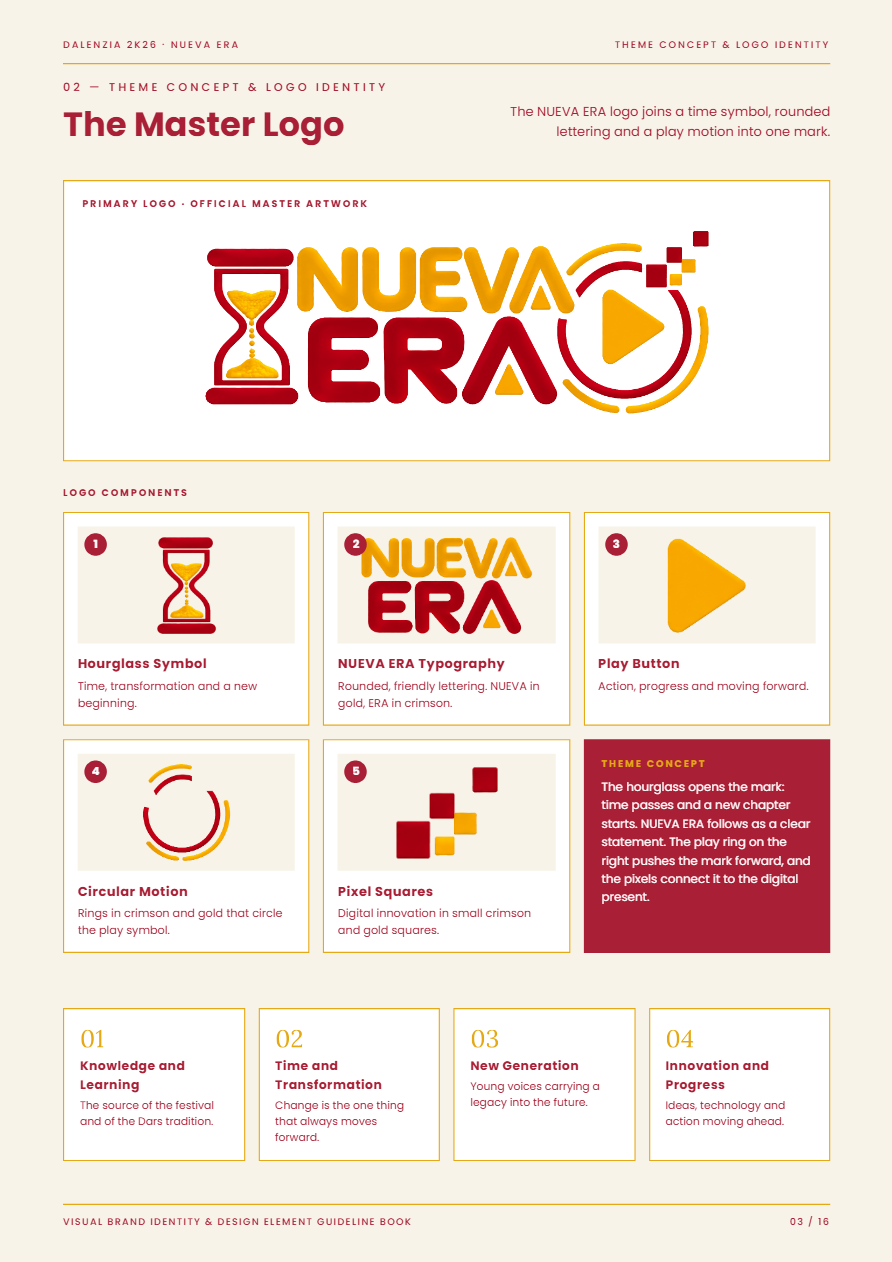 DALENZIA 2K26 · NUEVA ERA
THEME CONCEPT & LOGO IDENTITY
02 — THEME CONCEPT & LOGO IDENTITY
The Master Logo
The NUEVA ERA logo joins a time symbol, rounded
lettering and a play motion into one mark.
PRIMARY LOGO · OFFICIAL MASTER ARTWORK
NUEVA
ERA
LOGO COMPONENTS
1
Hourglass Symbol
Time, transformation and a new
beginning.
2
NUEVA
ERA
NUEVA ERA Typography
Rounded, friendly lettering. NUEVA in
gold, ERA in crimson.
3
Play Button
Action, progress and moving forward.
4
Circular Motion
Rings in crimson and gold that circle
the play symbol.
5
Pixel Squares
Digital innovation in small crimson
and gold squares.
THEME CONCEPT
The hourglass opens the mark:
time passes and a new chapter
starts. NUEVA ERA follows as a clear
statement. The play ring on the
right pushes the mark forward, and
the pixels connect it to the digital
present.
01
Knowledge and
Learning
The source of the festival
and of the Dars tradition.
02
Time and
Transformation
Change is the one thing
that always moves
forward.
03
New Generation
Young voices carrying a
legacy into the future.
04
Innovation and
Progress
Ideas, technology and
action moving ahead.
VISUAL BRAND IDENTITY & DESIGN ELEMENT GUIDELINE BOOK
03 / 16